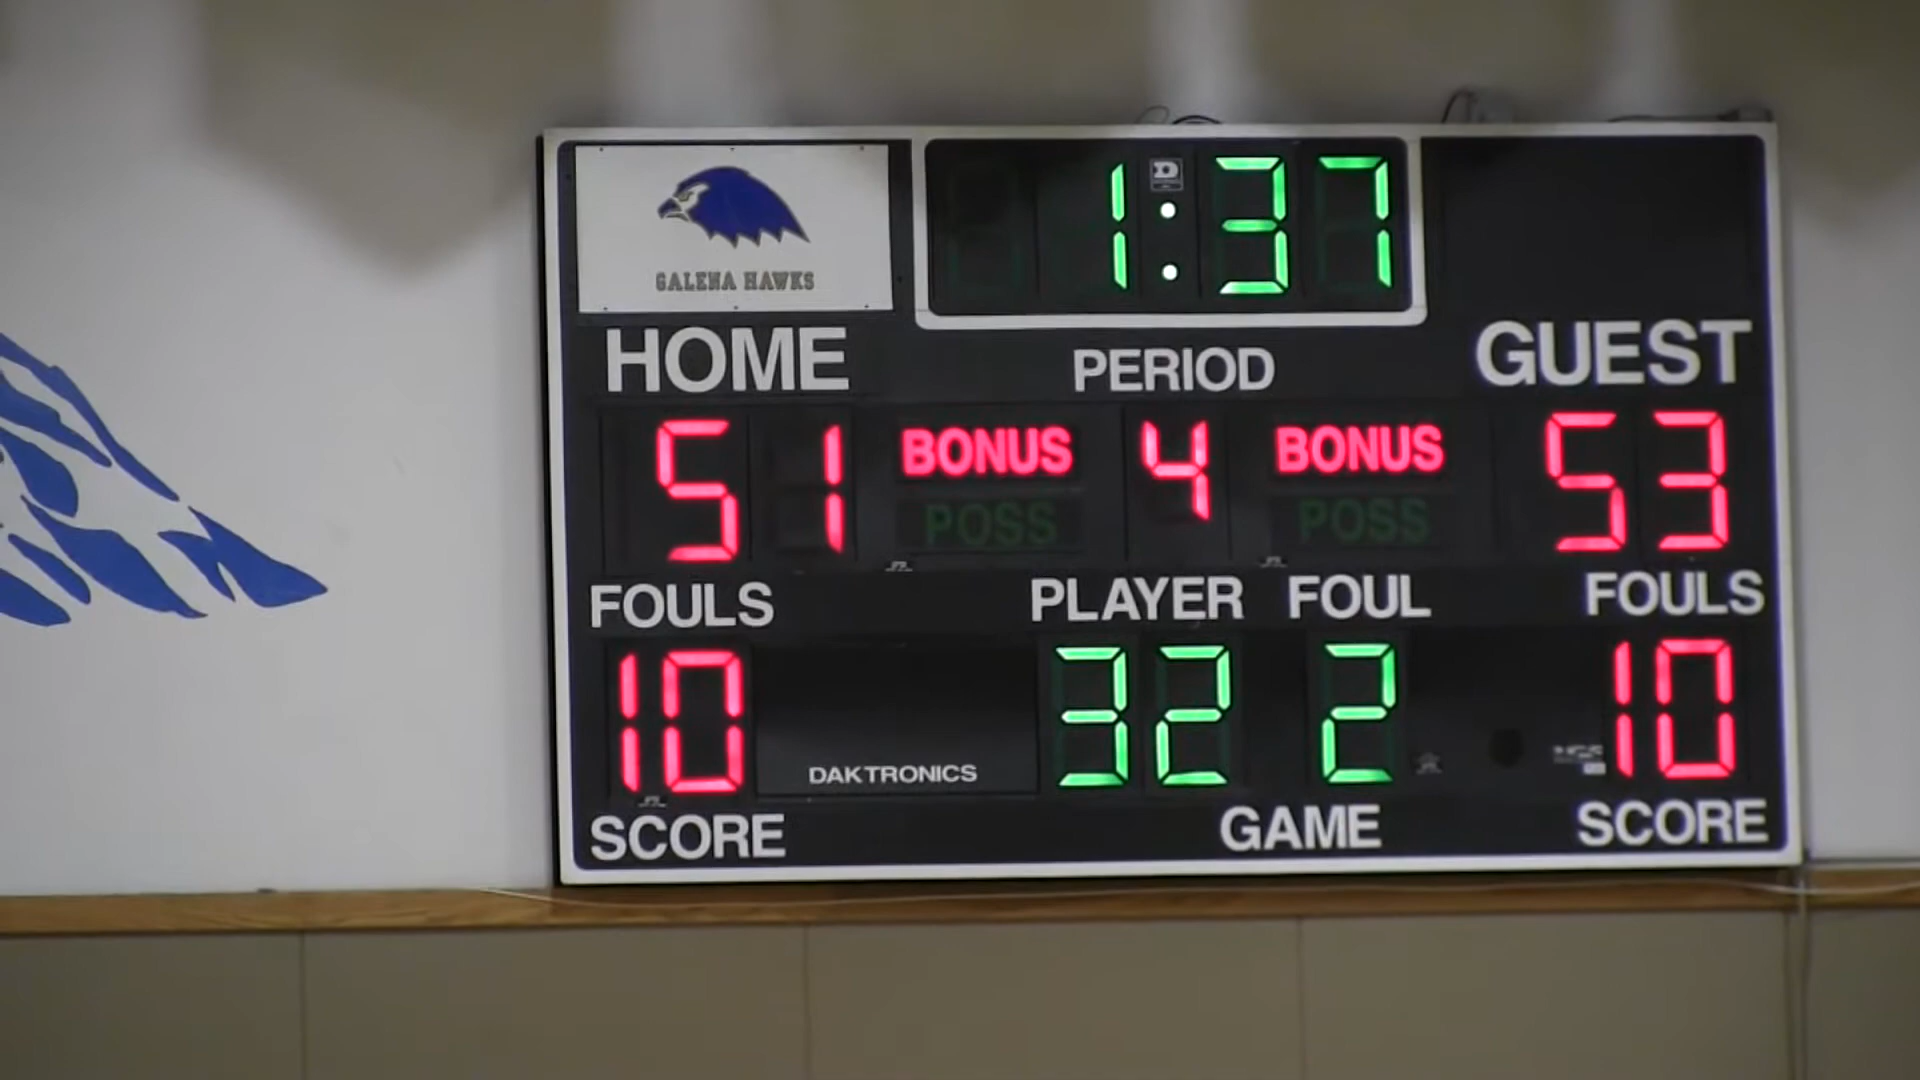 1:37
GALENA HAWKS
HOME PERIOD GUEST
51 BONUS 4 BONUS 53
POSS POSS
FOULS PLAYER FOUL FOULS
10 32 2 10
DAKTRONICS
SCORE GAME SCORE